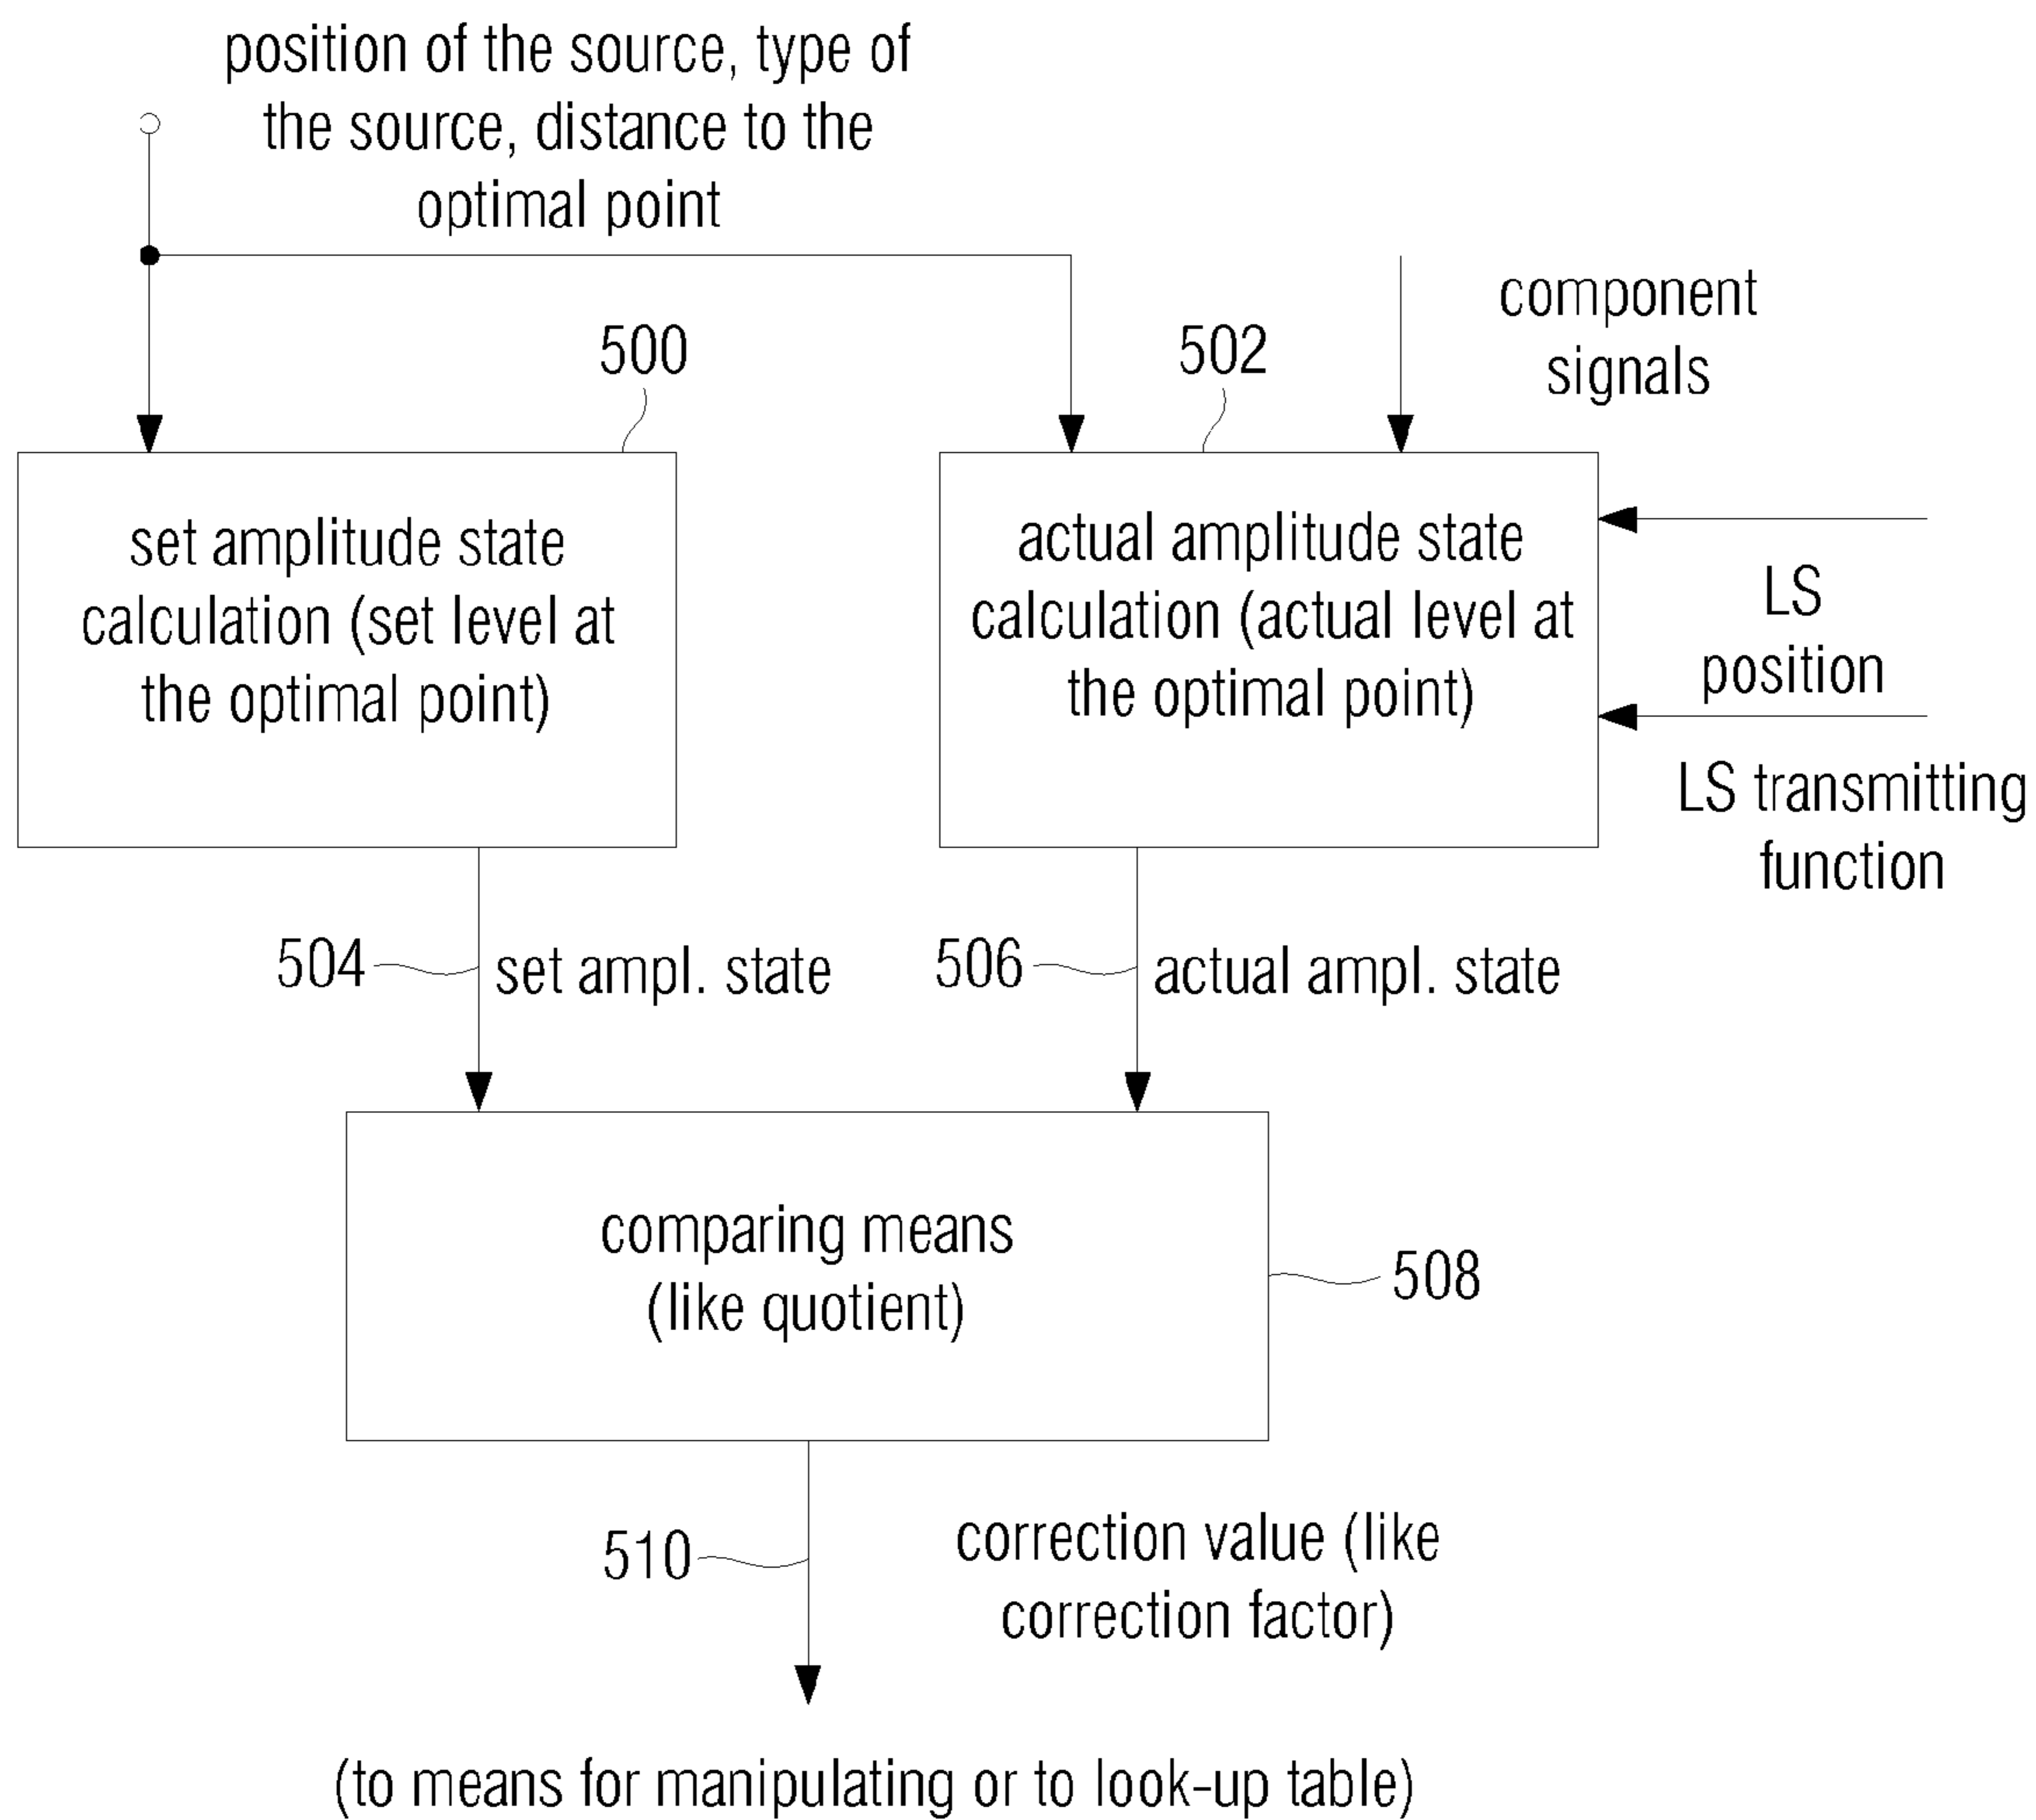 position of the source, type of
the source, distance to the
optimal point
component
signals
500
502
set amplitude state
calculation (set level at
the optimal point)
actual amplitude state
calculation (actual level at
the optimal point)
LS
position
LS transmitting
function
504
set ampl. state
506
actual ampl. state
comparing means
(like quotient)
508
510
correction value (like
correction factor)
(to means for manipulating or to look-up table)